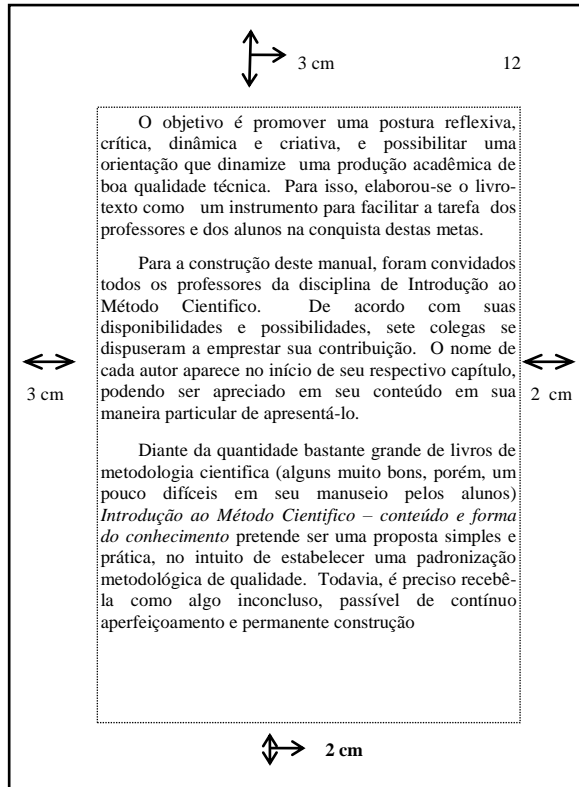 3 cm 12
O objetivo é promover uma postura reflexiva,
crítica, dinâmica e criativa, e possibilitar uma
orientação que dinamize uma produção acadêmica de
boa qualidade técnica. Para isso, elaborou-se o livro-
texto como um instrumento para facilitar a tarefa dos
professores e dos alunos na conquista destas metas.
Para a construção deste manual, foram convidados
todos os professores da disciplina de Introdução ao
Método Cientifico. De acordo com suas
disponibilidades e possibilidades, sete colegas se
dispuseram a emprestar sua contribuição. O nome de
cada autor aparece no início de seu respectivo capítulo,
podendo ser apreciado em seu conteúdo em sua
maneira particular de apresentá-lo.
3 cm
2 cm
Diante da quantidade bastante grande de livros de
metodologia cientifica (alguns muito bons, porém, um
pouco difíceis em seu manuseio pelos alunos)
Introdução ao Método Cientifico – conteúdo e forma
do conhecimento pretende ser uma proposta simples e
prática, no intuito de estabelecer uma padronização
metodológica de qualidade. Todavia, é preciso recebê-
la como algo inconcluso, passível de contínuo
aperfeiçoamento e permanente construção
2 cm